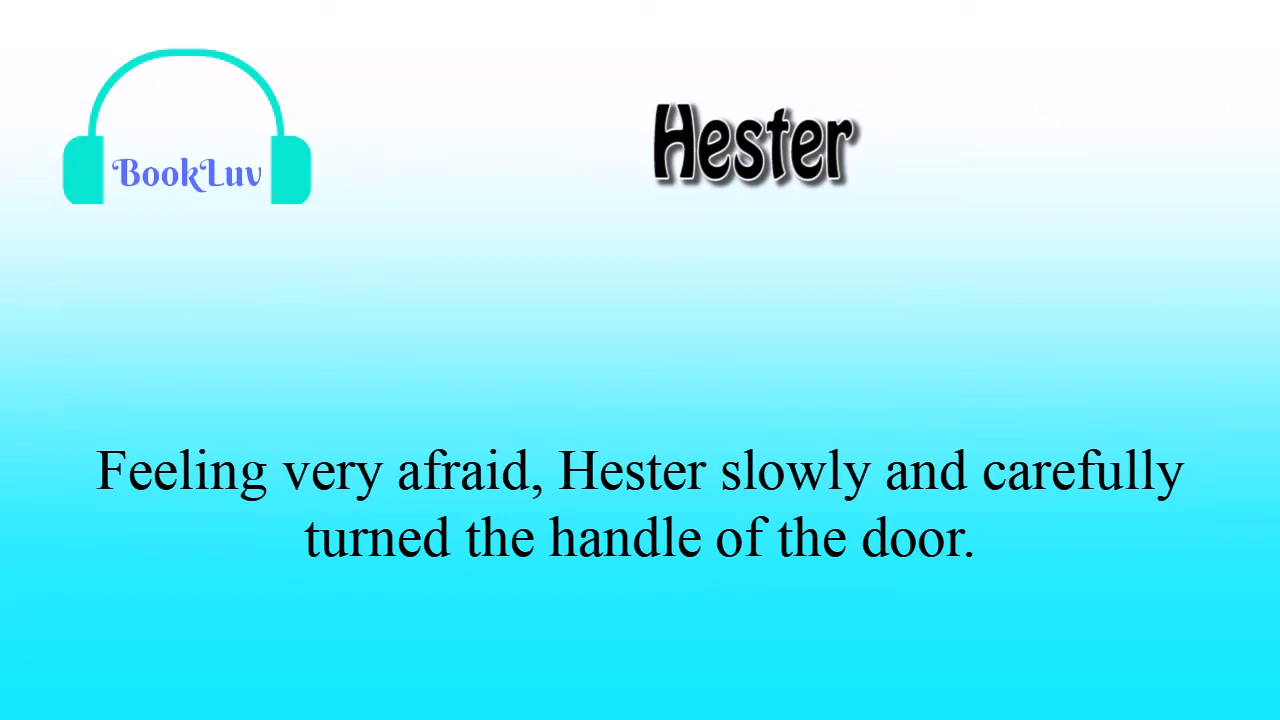 BookLuv
Hester
Feeling very afraid, Hester slowly and carefully
turned the handle of the door.